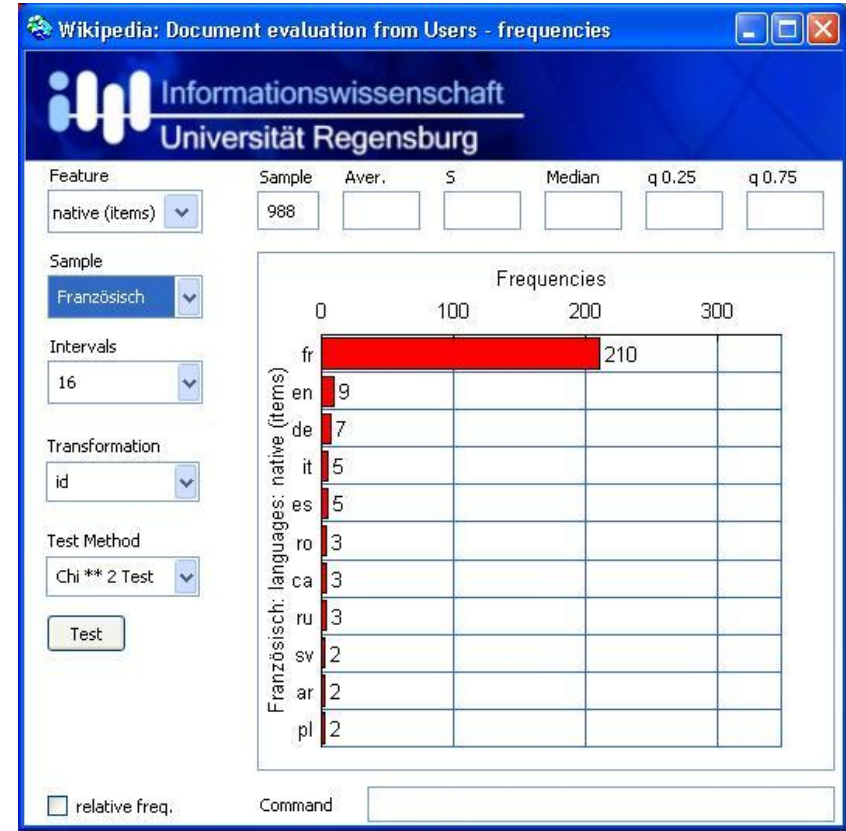 Wikipedia: Document evaluation from Users - frequencies
Informationswissenschaft
Universität Regensburg
Feature
native (items)
Sample Aver. S Median q 0.25 q 0.75
988
Sample
Französisch
Intervals
16
Transformation
id
Test Method
Chi ** 2 Test
Test
Frequencies
0 100 200 300
Französisch: languages: native (items)
fr 210
en 9
de 7
it 5
es 5
ro 3
ca 3
ru 3
sv 2
ar 2
pl 2
relative freq.
Command